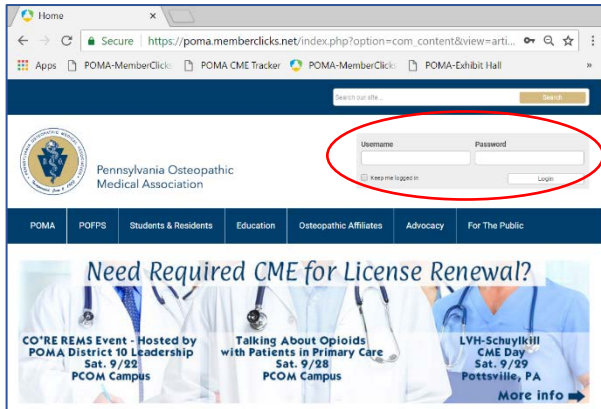 Home
Secure https://poma.memberclicks.net/index.php?option=com_content&view=arti...
Apps POMA-MemberClicks POMA CME Tracker POMA-MemberClicks POMA-Exhibit Hall »
Search our site... Search
Username Password
Keep me logged in Login
Pennsylvania Osteopathic
Medical Association
POMA POFPS Students & Residents Education Osteopathic Affiliates Advocacy For The Public
Need Required CME for License Renewal?
CO*RE REMS Event - Hosted by
POMA District 10 Leadership
Sat. 9/22
PCOM Campus
Talking About Opioids
with Patients in Primary Care
Sat. 9/28
PCOM Campus
LVH-Schuylkill
CME Day
Sat. 9/29
Pottsville, PA
More info